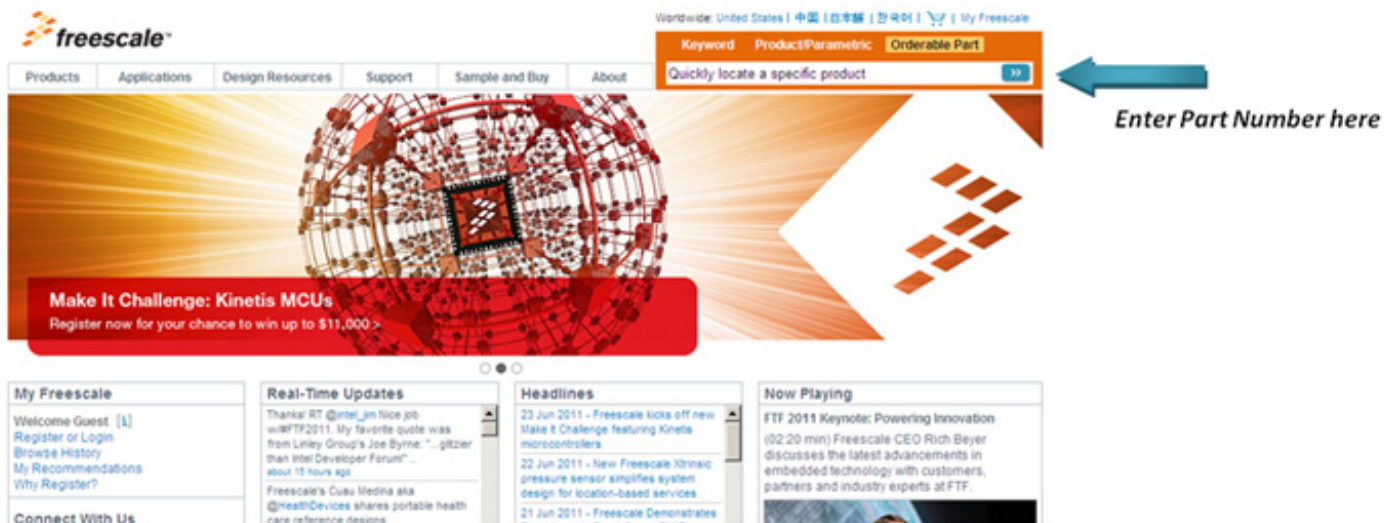 freescale™
Worldwide: United States | 中国 | 日本語 | 한국어 | | My Freescale
Keyword Product/Parametric Orderable Part
Quickly locate a specific product
Products Applications Design Resources Support Sample and Buy About
Enter Part Number here
Make It Challenge: Kinetis MCUs
Register now for your chance to win up to $11,000 >
My Freescale
Welcome Guest [i]
Register or Login
Browse History
My Recommendations
Why Register?
Connect With Us
Real-Time Updates
Thanks! RT @intel_jim Nice job
w/#FTF2011. My favorite quote was
from Linley Group's Joe Byrne: "...glitzier
than Intel Developer Forum!" ...
about 15 hours ago
Freescale's Cuau Medina aka
@HealthDevices shares portable health
care reference designs
Headlines
23 Jun 2011 - Freescale kicks off new
Make It Challenge featuring Kinetis
microcontrollers
22 Jun 2011 - New Freescale Xtrinsic
pressure sensor simplifies system
design for location-based services
21 Jun 2011 - Freescale Demonstrates
Now Playing
FTF 2011 Keynote: Powering Innovation
(02:20 min) Freescale CEO Rich Beyer
discusses the latest advancements in
embedded technology with customers,
partners and industry experts at FTF.